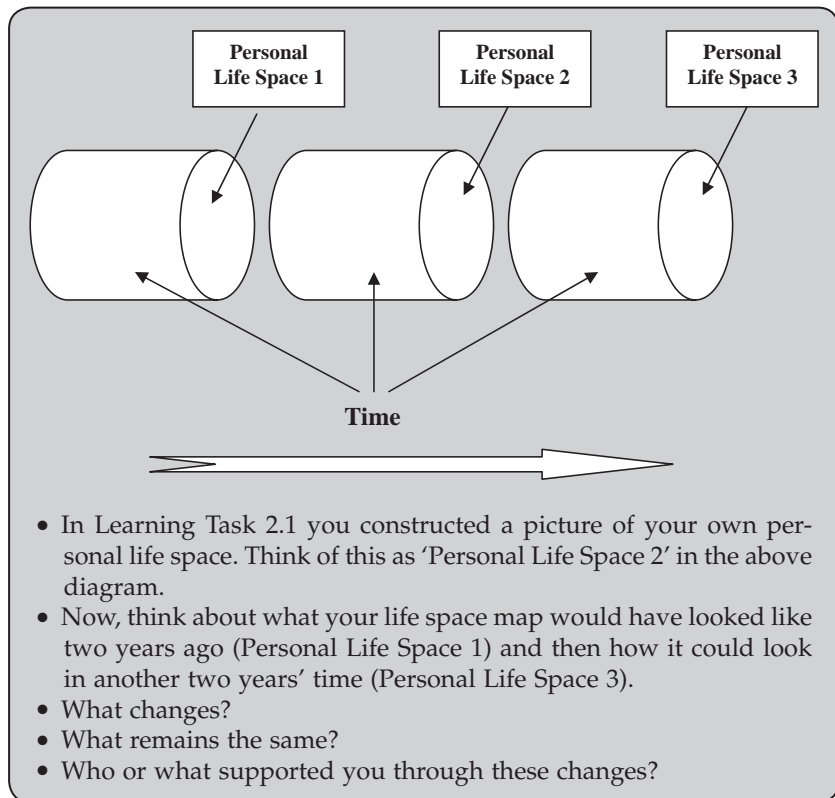 Personal
Life Space 1
Personal
Life Space 2
Personal
Life Space 3
Time
• In Learning Task 2.1 you constructed a picture of your own per-
sonal life space. Think of this as ‘Personal Life Space 2’ in the above
diagram.
• Now, think about what your life space map would have looked like
two years ago (Personal Life Space 1) and then how it could look
in another two years’ time (Personal Life Space 3).
• What changes?
• What remains the same?
• Who or what supported you through these changes?